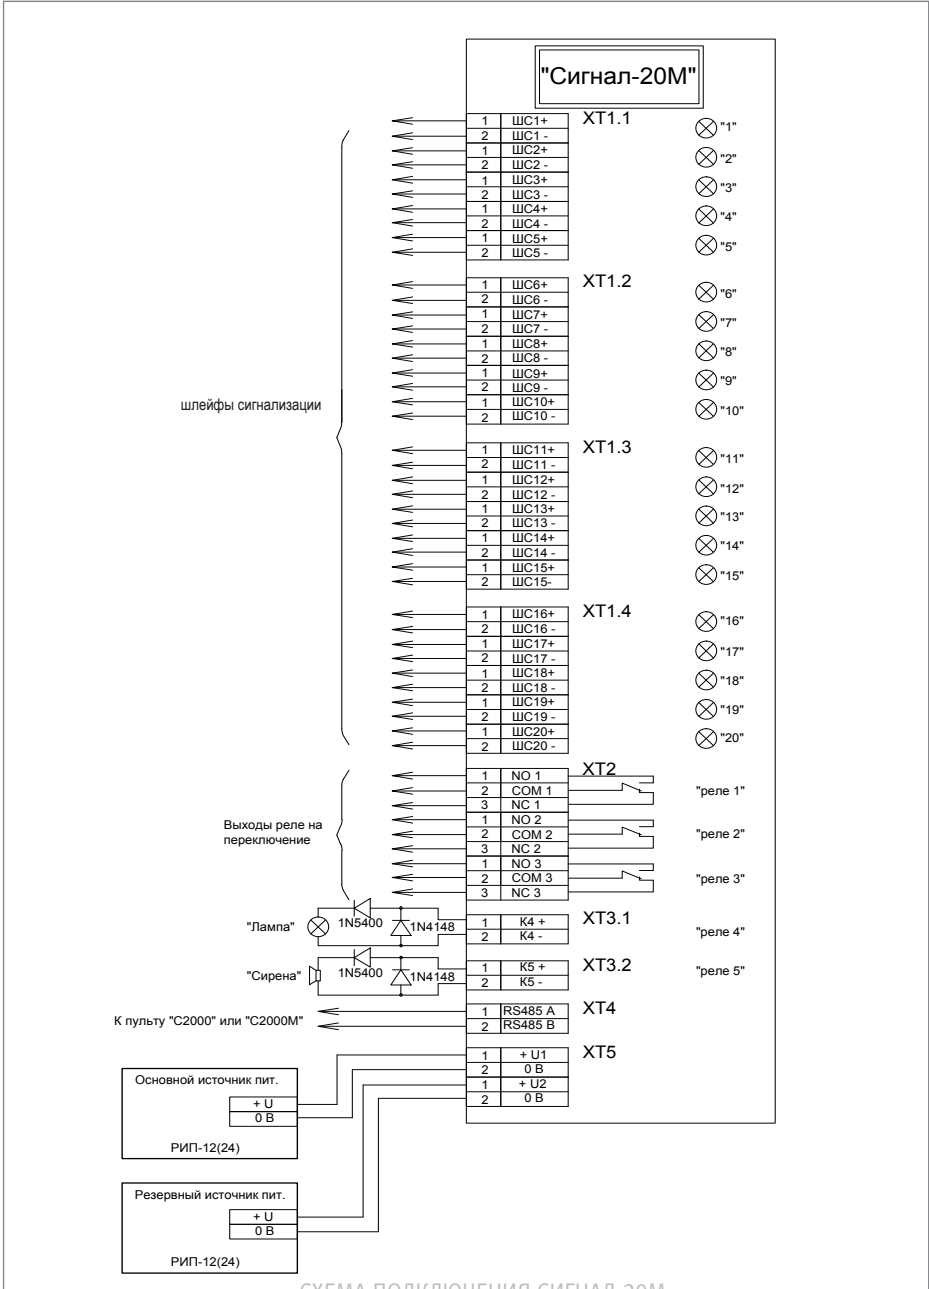 "Сигнал-20М"
XT1.1
1 ШС1+ "1"
2 ШС1 -
1 ШС2+ "2"
2 ШС2 -
1 ШС3+ "3"
2 ШС3 -
1 ШС4+ "4"
2 ШС4 -
1 ШС5+ "5"
2 ШС5 -
XT1.2
1 ШС6+ "6"
2 ШС6 -
1 ШС7+ "7"
2 ШС7 -
1 ШС8+ "8"
2 ШС8 -
1 ШС9+ "9"
2 ШС9 -
1 ШС10+ "10"
2 ШС10 -
шлейфы сигнализации
XT1.3
1 ШС11+ "11"
2 ШС11 -
1 ШС12+ "12"
2 ШС12 -
1 ШС13+ "13"
2 ШС13 -
1 ШС14+ "14"
2 ШС14 -
1 ШС15+ "15"
2 ШС15-
XT1.4
1 ШС16+ "16"
2 ШС16 -
1 ШС17+ "17"
2 ШС17 -
1 ШС18+ "18"
2 ШС18 -
1 ШС19+ "19"
2 ШС19 -
1 ШС20+ "20"
2 ШС20 -
XT2
1 NO 1
2 COM 1 "реле 1"
3 NC 1
1 NO 2
2 COM 2 "реле 2"
3 NC 2
1 NO 3
2 COM 3 "реле 3"
3 NC 3
Выходы реле на
переключение
"Лампа" 1N5400 1N4148
1 К4 + XT3.1
2 К4 - "реле 4"
"Сирена" 1N5400 1N4148
1 К5 + XT3.2 "реле 5"
2 К5 -
К пульту "С2000" или "С2000М"
1 RS485 A XT4
2 RS485 B
1 + U1 XT5
2 0 В
1 + U2
2 0 В
Основной источник пит.
+ U
0 В
РИП-12(24)
Резервный источник пит.
+ U
0 В
РИП-12(24)
СХЕМА ПОДКЛЮЧЕНИЯ СИГНАЛ-20М